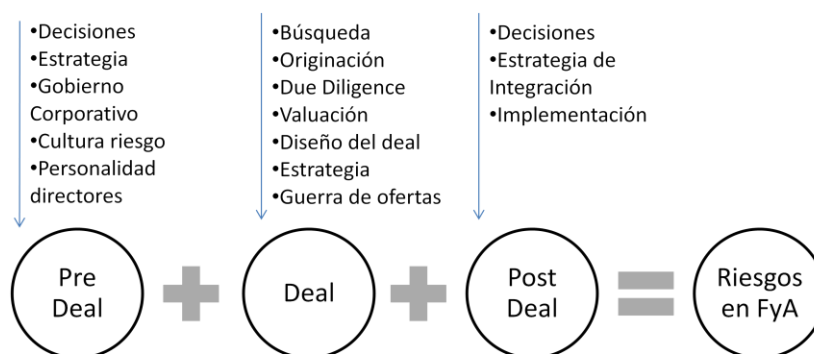 •Decisiones
•Estrategia
•Gobierno
Corporativo
•Cultura riesgo
•Personalidad
directores
•Búsqueda
•Originación
•Due Diligence
•Valuación
•Diseño del deal
•Estrategia
•Guerra de ofertas
•Decisiones
•Estrategia de
Integración
•Implementación
Pre
Deal
Deal
Post
Deal
Riesgos
en FyA